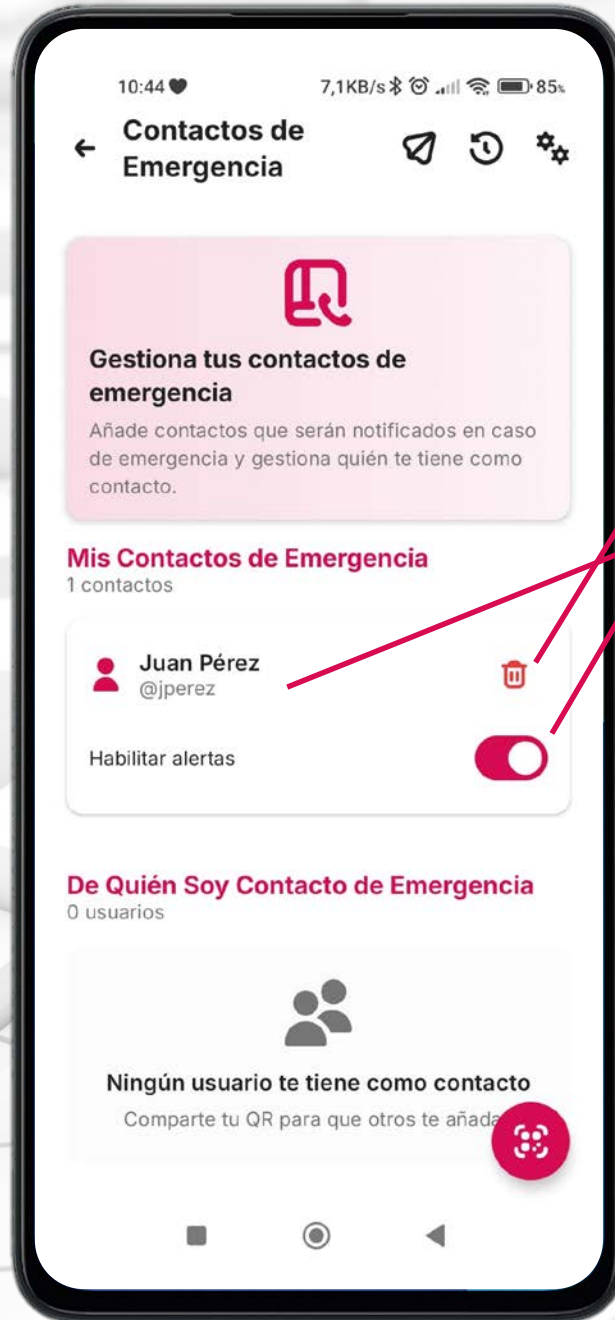 10:44 7,1KB/s 85%
Contactos de
Emergencia
Gestiona tus contactos de
emergencia
Añade contactos que serán notificados en caso
de emergencia y gestiona quién te tiene como
contacto.
Mis Contactos de Emergencia
1 contactos
Juan Pérez
@jperez
Habilitar alertas
De Quién Soy Contacto de Emergencia
0 usuarios
Ningún usuario te tiene como contacto
Comparte tu QR para que otros te añada